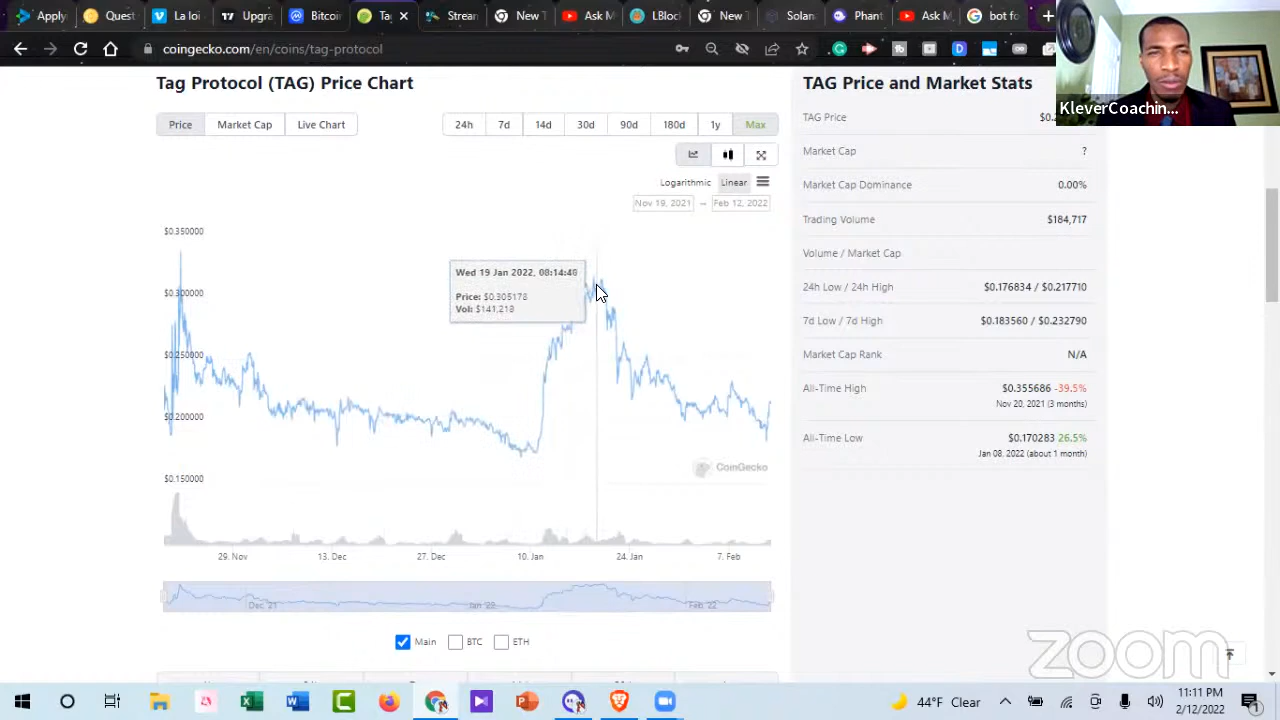 Apply
Quest
La loi
Upgrad
Bitcoin
Tag
Stream
New T
Ask M
LBlock
New T
Solan
Phant
Ask M
bot fo
coingecko.com/en/coins/tag-protocol
KleverCoachin...
Tag Protocol (TAG) Price Chart
Price Market Cap Live Chart
24h 7d 14d 30d 90d 180d 1y Max
Logarithmic Linear
Nov 19, 2021 → Feb 12, 2022
$0.350000
$0.300000
$0.250000
$0.200000
$0.150000
Wed 19 Jan 2022, 08:14:46
Price: $0.305178
Vol: $141,218
CoinGecko
29. Nov 13. Dec 27. Dec 10. Jan 24. Jan 7. Feb
Dec '21 Jan '22 Feb '22
Main BTC ETH
TAG Price and Market Stats
TAG Price
Market Cap ?
Market Cap Dominance 0.00%
Trading Volume $184,717
Volume / Market Cap
24h Low / 24h High $0.176834 / $0.217710
7d Low / 7d High $0.183560 / $0.232790
Market Cap Rank N/A
All-Time High $0.355686 -39.5%
Nov 20, 2021 (3 months)
All-Time Low $0.170283 26.5%
Jan 08, 2022 (about 1 month)
zoom
44°F Clear
11:11 PM
2/12/2022